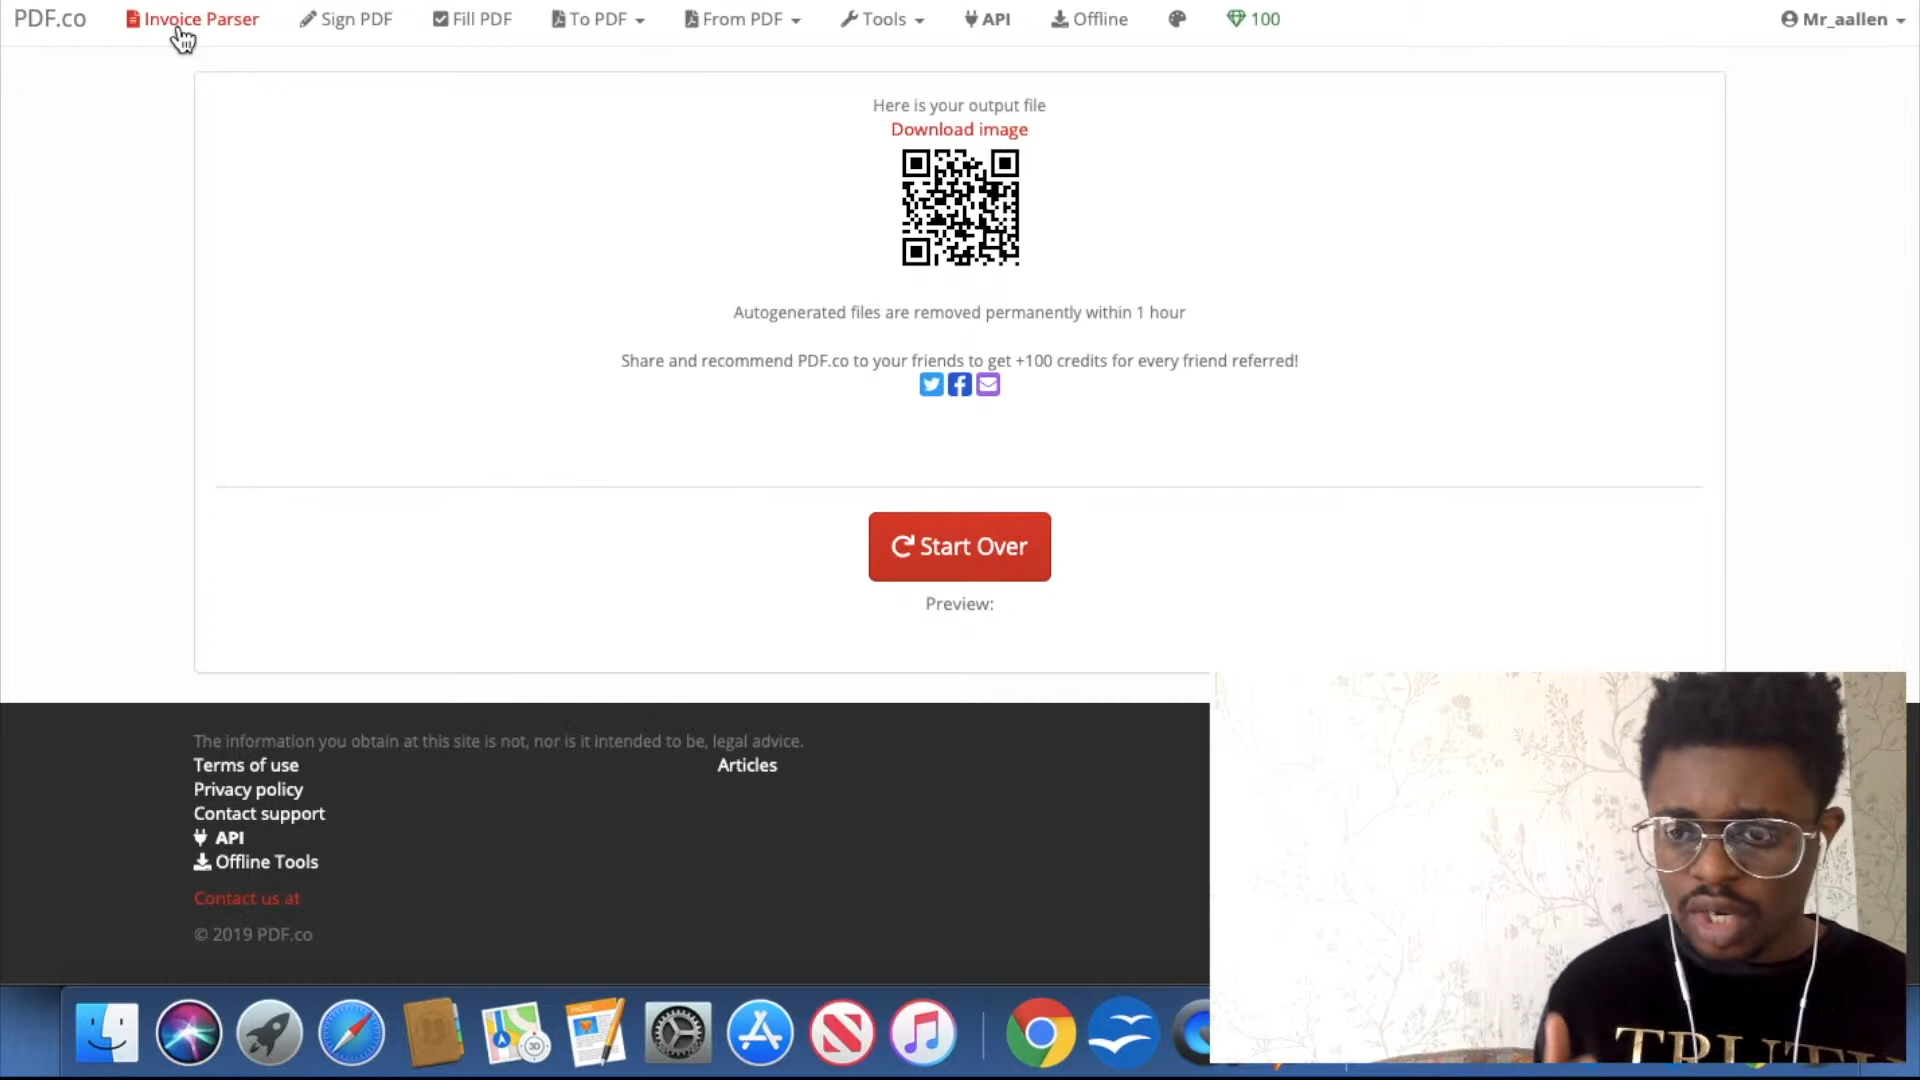 PDF.co Invoice Parser Sign PDF Fill PDF To PDF From PDF Tools API Offline 100 Mr_aallen
Here is your output file
Download image
Autogenerated files are removed permanently within 1 hour
Share and recommend PDF.co to your friends to get +100 credits for every friend referred!
Start Over
Preview:
The information you obtain at this site is not, nor is it intended to be, legal advice.
Terms of use
Articles
Privacy policy
Contact support
API
Offline Tools
Contact us at
© 2019 PDF.co
PAGES
3D